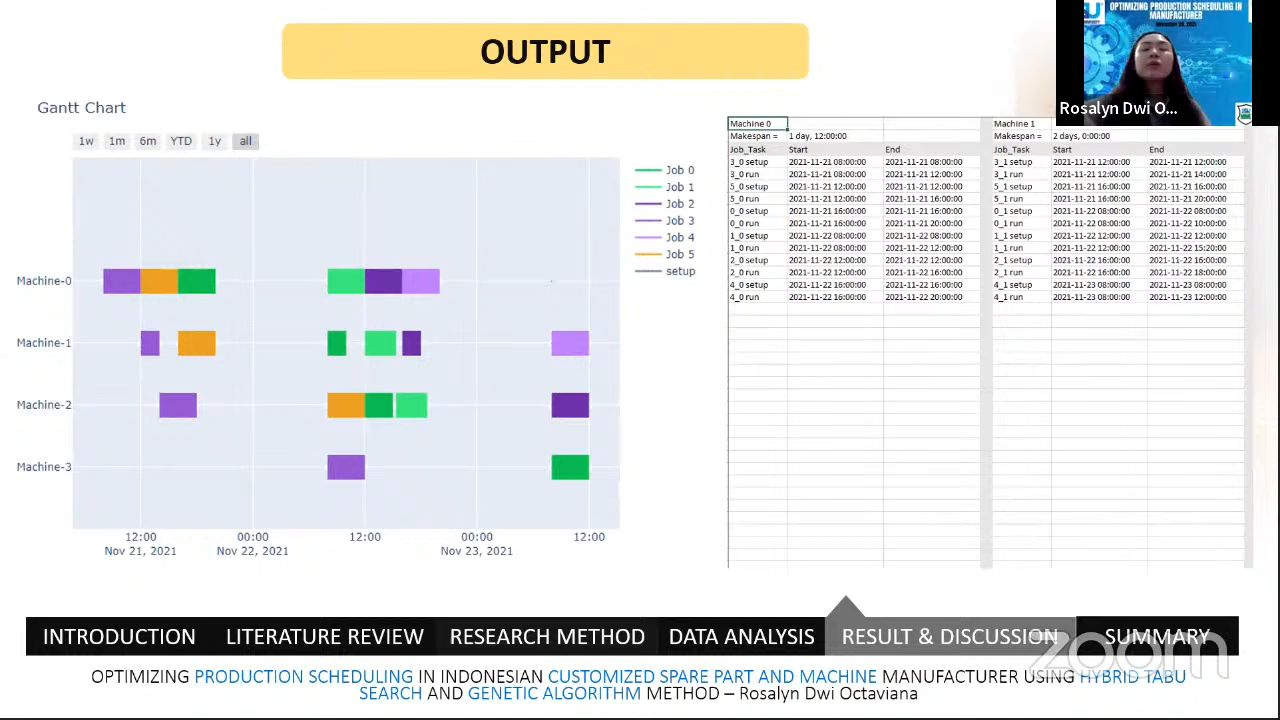 OUTPUT
OPTIMIZING PRODUCTION SCHEDULING IN
MANUFACTURER
Rosalyn Dwi O...
Gantt Chart
1w 1m 6m YTD 1y all
Job 0
Job 1
Job 2
Job 3
Job 4
Job 5
setup
Machine-0
Machine-1
Machine-2
Machine-3
12:00 00:00 12:00 00:00 12:00
Nov 21, 2021 Nov 22, 2021 Nov 23, 2021
Machine 0 Machine 1
Makespan = 1 day, 12:00:00 Makespan = 2 days, 0:00:00
Job_Task Start End Job_Task Start End
3_0 setup 2021-11-21 08:00:00 2021-11-21 08:00:00 3_1 setup 2021-11-21 12:00:00 2021-11-21 12:00:00
3_0 run 2021-11-21 08:00:00 2021-11-21 12:00:00 3_1 run 2021-11-21 12:00:00 2021-11-21 14:00:00
5_0 setup 2021-11-21 12:00:00 2021-11-21 12:00:00 5_1 setup 2021-11-21 16:00:00 2021-11-21 16:00:00
5_0 run 2021-11-21 12:00:00 2021-11-21 16:00:00 5_1 run 2021-11-21 16:00:00 2021-11-21 20:00:00
0_0 setup 2021-11-21 16:00:00 2021-11-21 16:00:00 0_1 setup 2021-11-22 08:00:00 2021-11-22 08:00:00
0_0 run 2021-11-21 16:00:00 2021-11-21 20:00:00 0_1 run 2021-11-22 08:00:00 2021-11-22 10:00:00
1_0 setup 2021-11-22 08:00:00 2021-11-22 08:00:00 1_1 setup 2021-11-22 12:00:00 2021-11-22 12:00:00
1_0 run 2021-11-22 08:00:00 2021-11-22 12:00:00 1_1 run 2021-11-22 12:00:00 2021-11-22 15:20:00
2_0 setup 2021-11-22 12:00:00 2021-11-22 12:00:00 2_1 setup 2021-11-22 16:00:00 2021-11-22 16:00:00
2_0 run 2021-11-22 12:00:00 2021-11-22 16:00:00 2_1 run 2021-11-22 16:00:00 2021-11-22 18:00:00
4_0 setup 2021-11-22 16:00:00 2021-11-22 16:00:00 4_1 setup 2021-11-23 08:00:00 2021-11-23 08:00:00
4_0 run 2021-11-22 16:00:00 2021-11-22 20:00:00 4_1 run 2021-11-23 08:00:00 2021-11-23 12:00:00
INTRODUCTION LITERATURE REVIEW RESEARCH METHOD DATA ANALYSIS RESULT & DISCUSSION SUMMARY
zoom
OPTIMIZING PRODUCTION SCHEDULING IN INDONESIAN CUSTOMIZED SPARE PART AND MACHINE MANUFACTURER USING HYBRID TABU
SEARCH AND GENETIC ALGORITHM METHOD – Rosalyn Dwi Octaviana